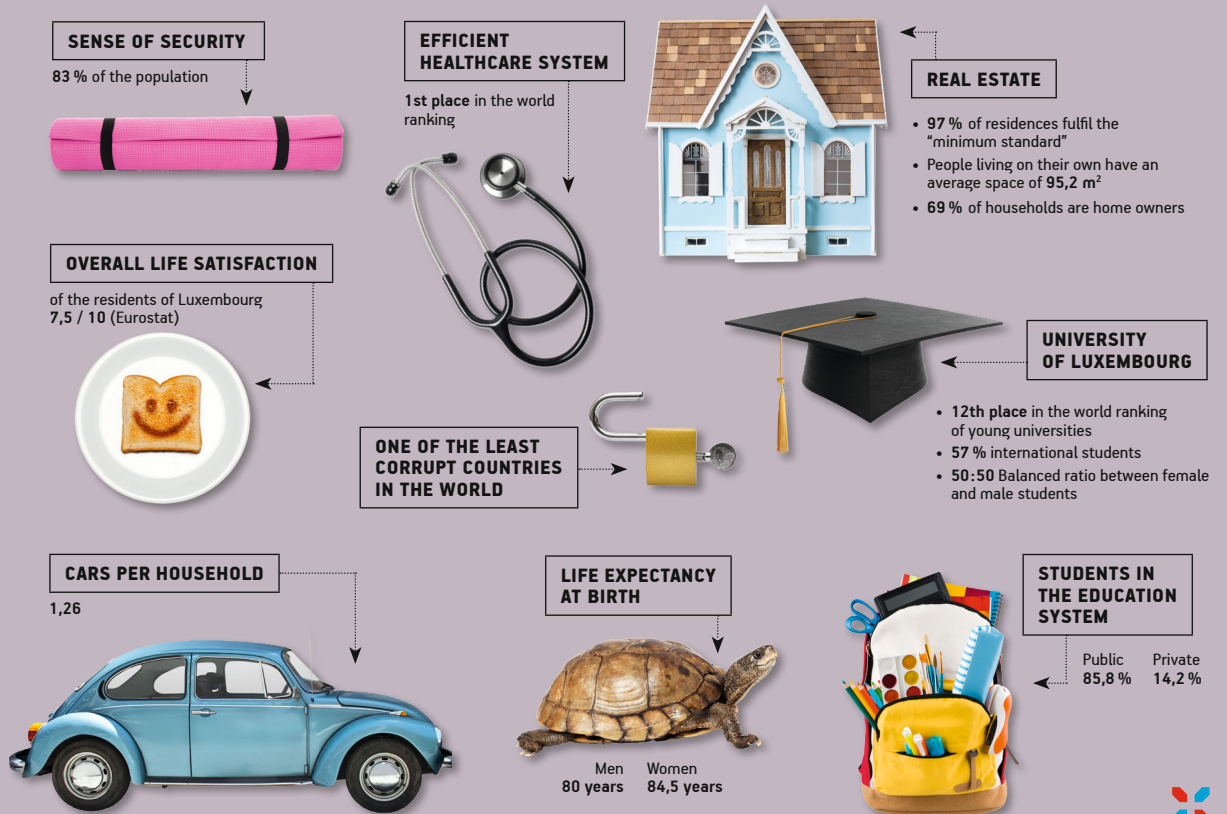 SENSE OF SECURITY
83 % of the population
EFFICIENT
HEALTHCARE SYSTEM
1st place in the world
ranking
REAL ESTATE
• 97 % of residences fulfil the
“minimum standard”
• People living on their own have an
average space of 95,2 m²
• 69 % of households are home owners
OVERALL LIFE SATISFACTION
of the residents of Luxembourg
7,5 / 10 (Eurostat)
UNIVERSITY
OF LUXEMBOURG
• 12th place in the world ranking
of young universities
• 57 % international students
• 50:50 Balanced ratio between female
and male students
ONE OF THE LEAST
CORRUPT COUNTRIES
IN THE WORLD
CARS PER HOUSEHOLD
1,26
LIFE EXPECTANCY
AT BIRTH
Men Women
80 years 84,5 years
STUDENTS IN
THE EDUCATION
SYSTEM
Public Private
85,8 % 14,2 %